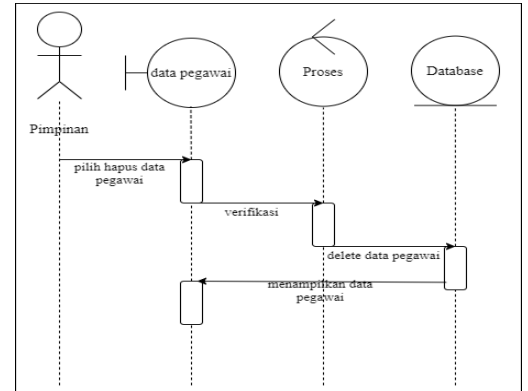 data pegawai
Proses
Database
Pimpinan
pilih hapus data
pegawai
verifikasi
delete data pegawai
menampilkan data
pegawai